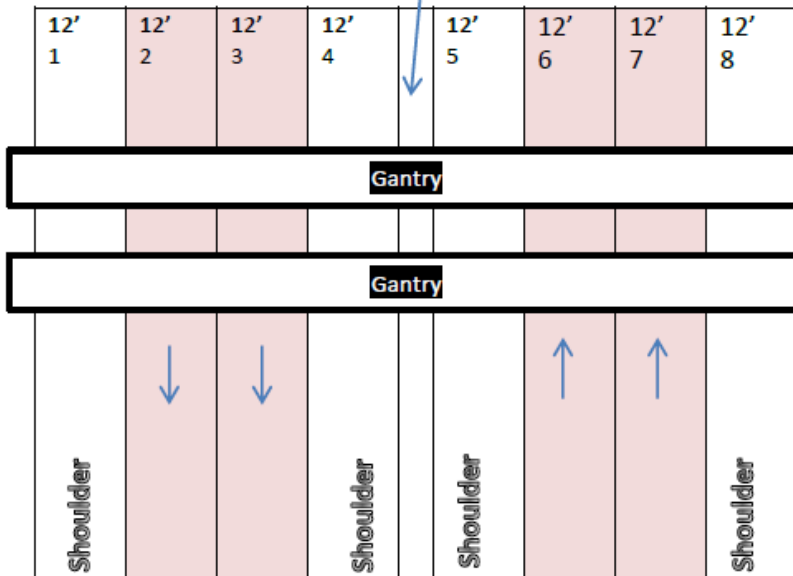 12’ 12’ 12’ 12’ 12’ 12’ 12’ 12’
1 2 3 4 5 6 7 8
Gantry
Gantry
Shoulder Shoulder Shoulder Shoulder